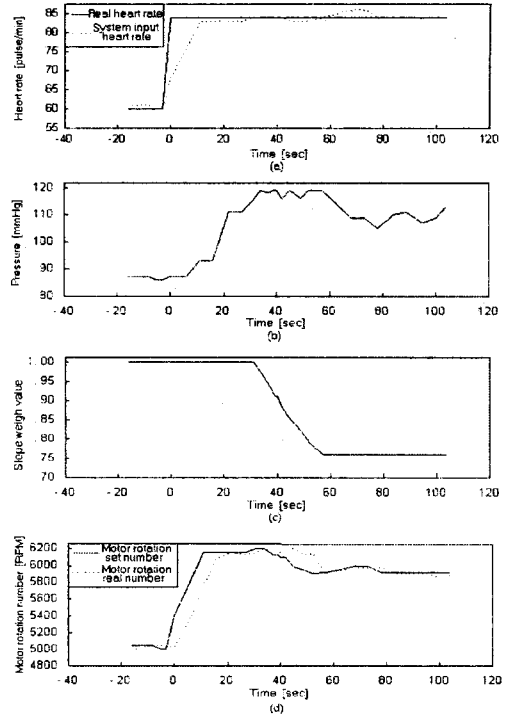 Heart rate [pulse/min]
85
80
75
70
65
60
55
Real heart rate
System input
heart rate
-40 -20 0 20 40 60 80 100 120
Time [sec]
(a)
Pressure [mmHg]
120
110
100
90
80
-40 -20 0 20 40 60 80 100 120
Time [sec]
(b)
Slope weigh value
1.00
95
90
85
80
75
70
-40 -20 0 20 40 60 80 100 120
Time [sec]
(c)
Motor rotation number [RPM]
6200
6000
5800
5400
5200
5000
4800
Motor rotation
set number
Motor rotation
real number
-40 -20 0 20 40 60 80 100 120
Time [sec]
(d)